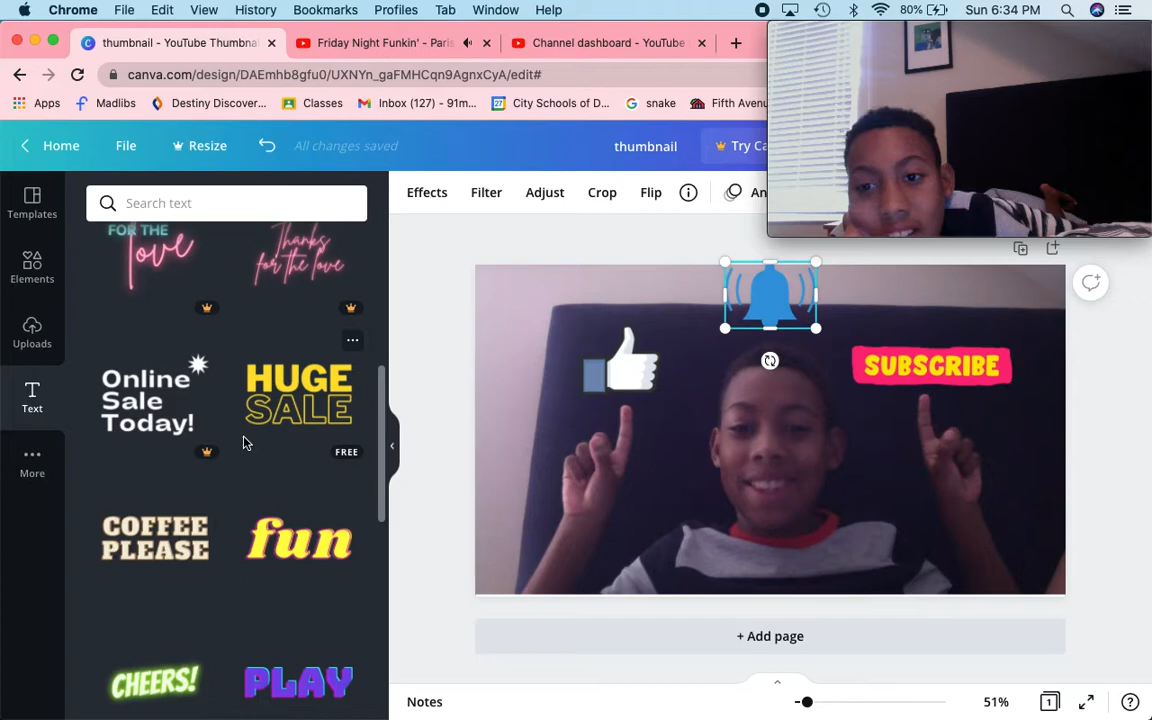 Chrome File Edit View History Bookmarks Profiles Tab Window Help 80% Sun 6:34 PM
thumbnail - YouTube Thumbna Friday Night Funkin' - Paris Channel dashboard - YouTube
canva.com/design/DAEmhb8gfu0/UXNYn_gaFMHCqn9AgnxCyA/edit#
Apps Madlibs Destiny Discover... Classes Inbox (127) - 91m... City Schools of D... snake Fifth Avenu
Home File Resize All changes saved thumbnail Try Ca
Effects Filter Adjust Crop Flip An
Search text
Templates
Elements
Uploads
Text
More
FOR THE
love
Thanks
for the love
Online
Sale
Today!
HUGE
SALE
FREE
COFFEE
PLEASE
fun
CHEERS!
PLAY
SUBSCRIBE
+ Add page
Notes 51% 1